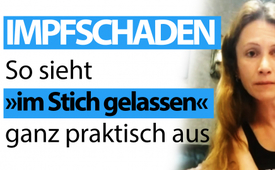 IMPFSCHADEN
So sieht
»im Stich gelassen«
ganz praktisch aus